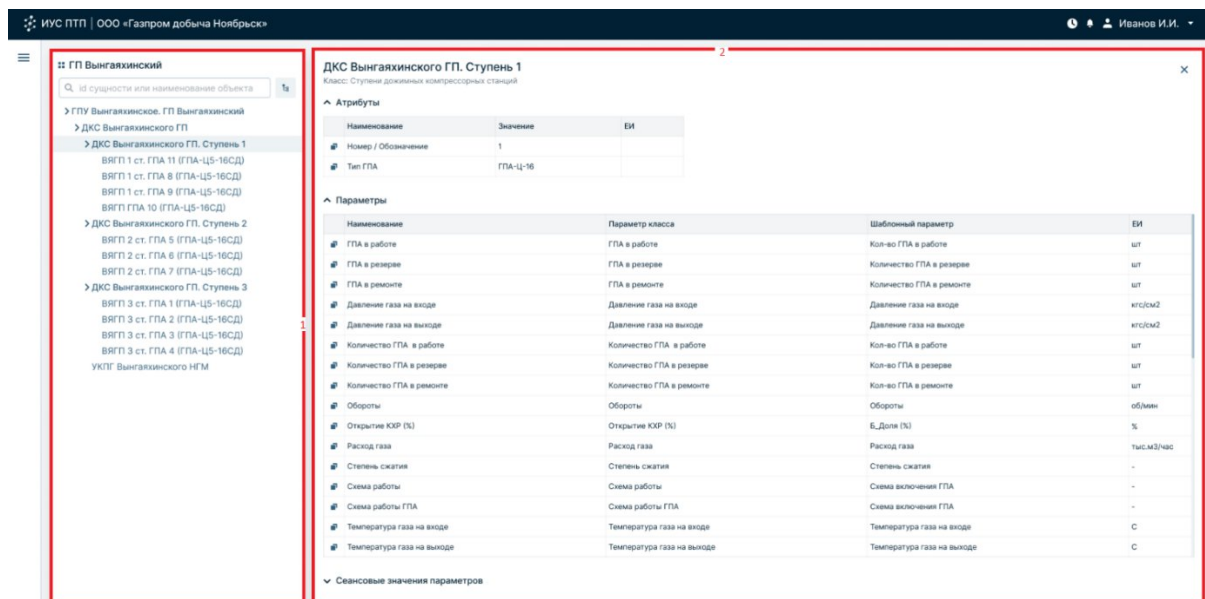 ИУС ПТП | ООО «Газпром добыча Ноябрьск»
Иванов И.И.
1
ГП Вынгаяхинский
id сущности или наименование объекта
ГПУ Вынгаяхинское. ГП Вынгаяхинский
ДКС Вынгаяхинского ГП
ДКС Вынгаяхинского ГП. Ступень 1
ВЯГП 1 ст. ГПА 11 (ГПА-Ц5-16СД)
ВЯГП 1 ст. ГПА 8 (ГПА-Ц5-16СД)
ВЯГП 1 ст. ГПА 9 (ГПА-Ц5-16СД)
ВЯГП ГПА 10 (ГПА-Ц5-16СД)
ДКС Вынгаяхинского ГП. Ступень 2
ВЯГП 2 ст. ГПА 5 (ГПА-Ц5-16СД)
ВЯГП 2 ст. ГПА 6 (ГПА-Ц5-16СД)
ВЯГП 2 ст. ГПА 7 (ГПА-Ц5-16СД)
ДКС Вынгаяхинского ГП. Ступень 3
ВЯГП 3 ст. ГПА 1 (ГПА-Ц5-16СД)
ВЯГП 3 ст. ГПА 2 (ГПА-Ц5-16СД)
ВЯГП 3 ст. ГПА 3 (ГПА-Ц5-16СД)
ВЯГП 3 ст. ГПА 4 (ГПА-Ц5-16СД)
УКПГ Вынгаяхинского НГМ
2
ДКС Вынгаяхинского ГП. Ступень 1
Класс: Ступени дожимных компрессорных станций
Атрибуты
Наименование Значение ЕИ
Номер / Обозначение 1
Тип ГПА ГПА-Ц-16
Параметры
Наименование Параметр класса Шаблонный параметр ЕИ
ГПА в работе ГПА в работе Кол-во ГПА в работе шт
ГПА в резерве ГПА в резерве Количество ГПА в резерве шт
ГПА в ремонте ГПА в ремонте Количество ГПА в ремонте шт
Давление газа на входе Давление газа на входе Давление газа на входе кгс/см2
Давление газа на выходе Давление газа на выходе Давление газа на выходе кгс/см2
Количество ГПА в работе Количество ГПА в работе Кол-во ГПА в работе шт
Количество ГПА в резерве Количество ГПА в резерве Кол-во ГПА в резерве шт
Количество ГПА в ремонте Количество ГПА в ремонте Кол-во ГПА в ремонте шт
Обороты Обороты Обороты об/мин
Открытие КХР (%) Открытие КХР (%) Б_Доля (%) %
Расход газа Расход газа Расход газа тыс.м3/час
Степень сжатия Степень сжатия Степень сжатия -
Схема работы Схема работы Схема включения ГПА -
Схема работы ГПА Схема работы ГПА Схема включения ГПА -
Температура газа на входе Температура газа на входе Температура газа на входе С
Температура газа на выходе Температура газа на выходе Температура газа на выходе С
Сеансовые значения параметров